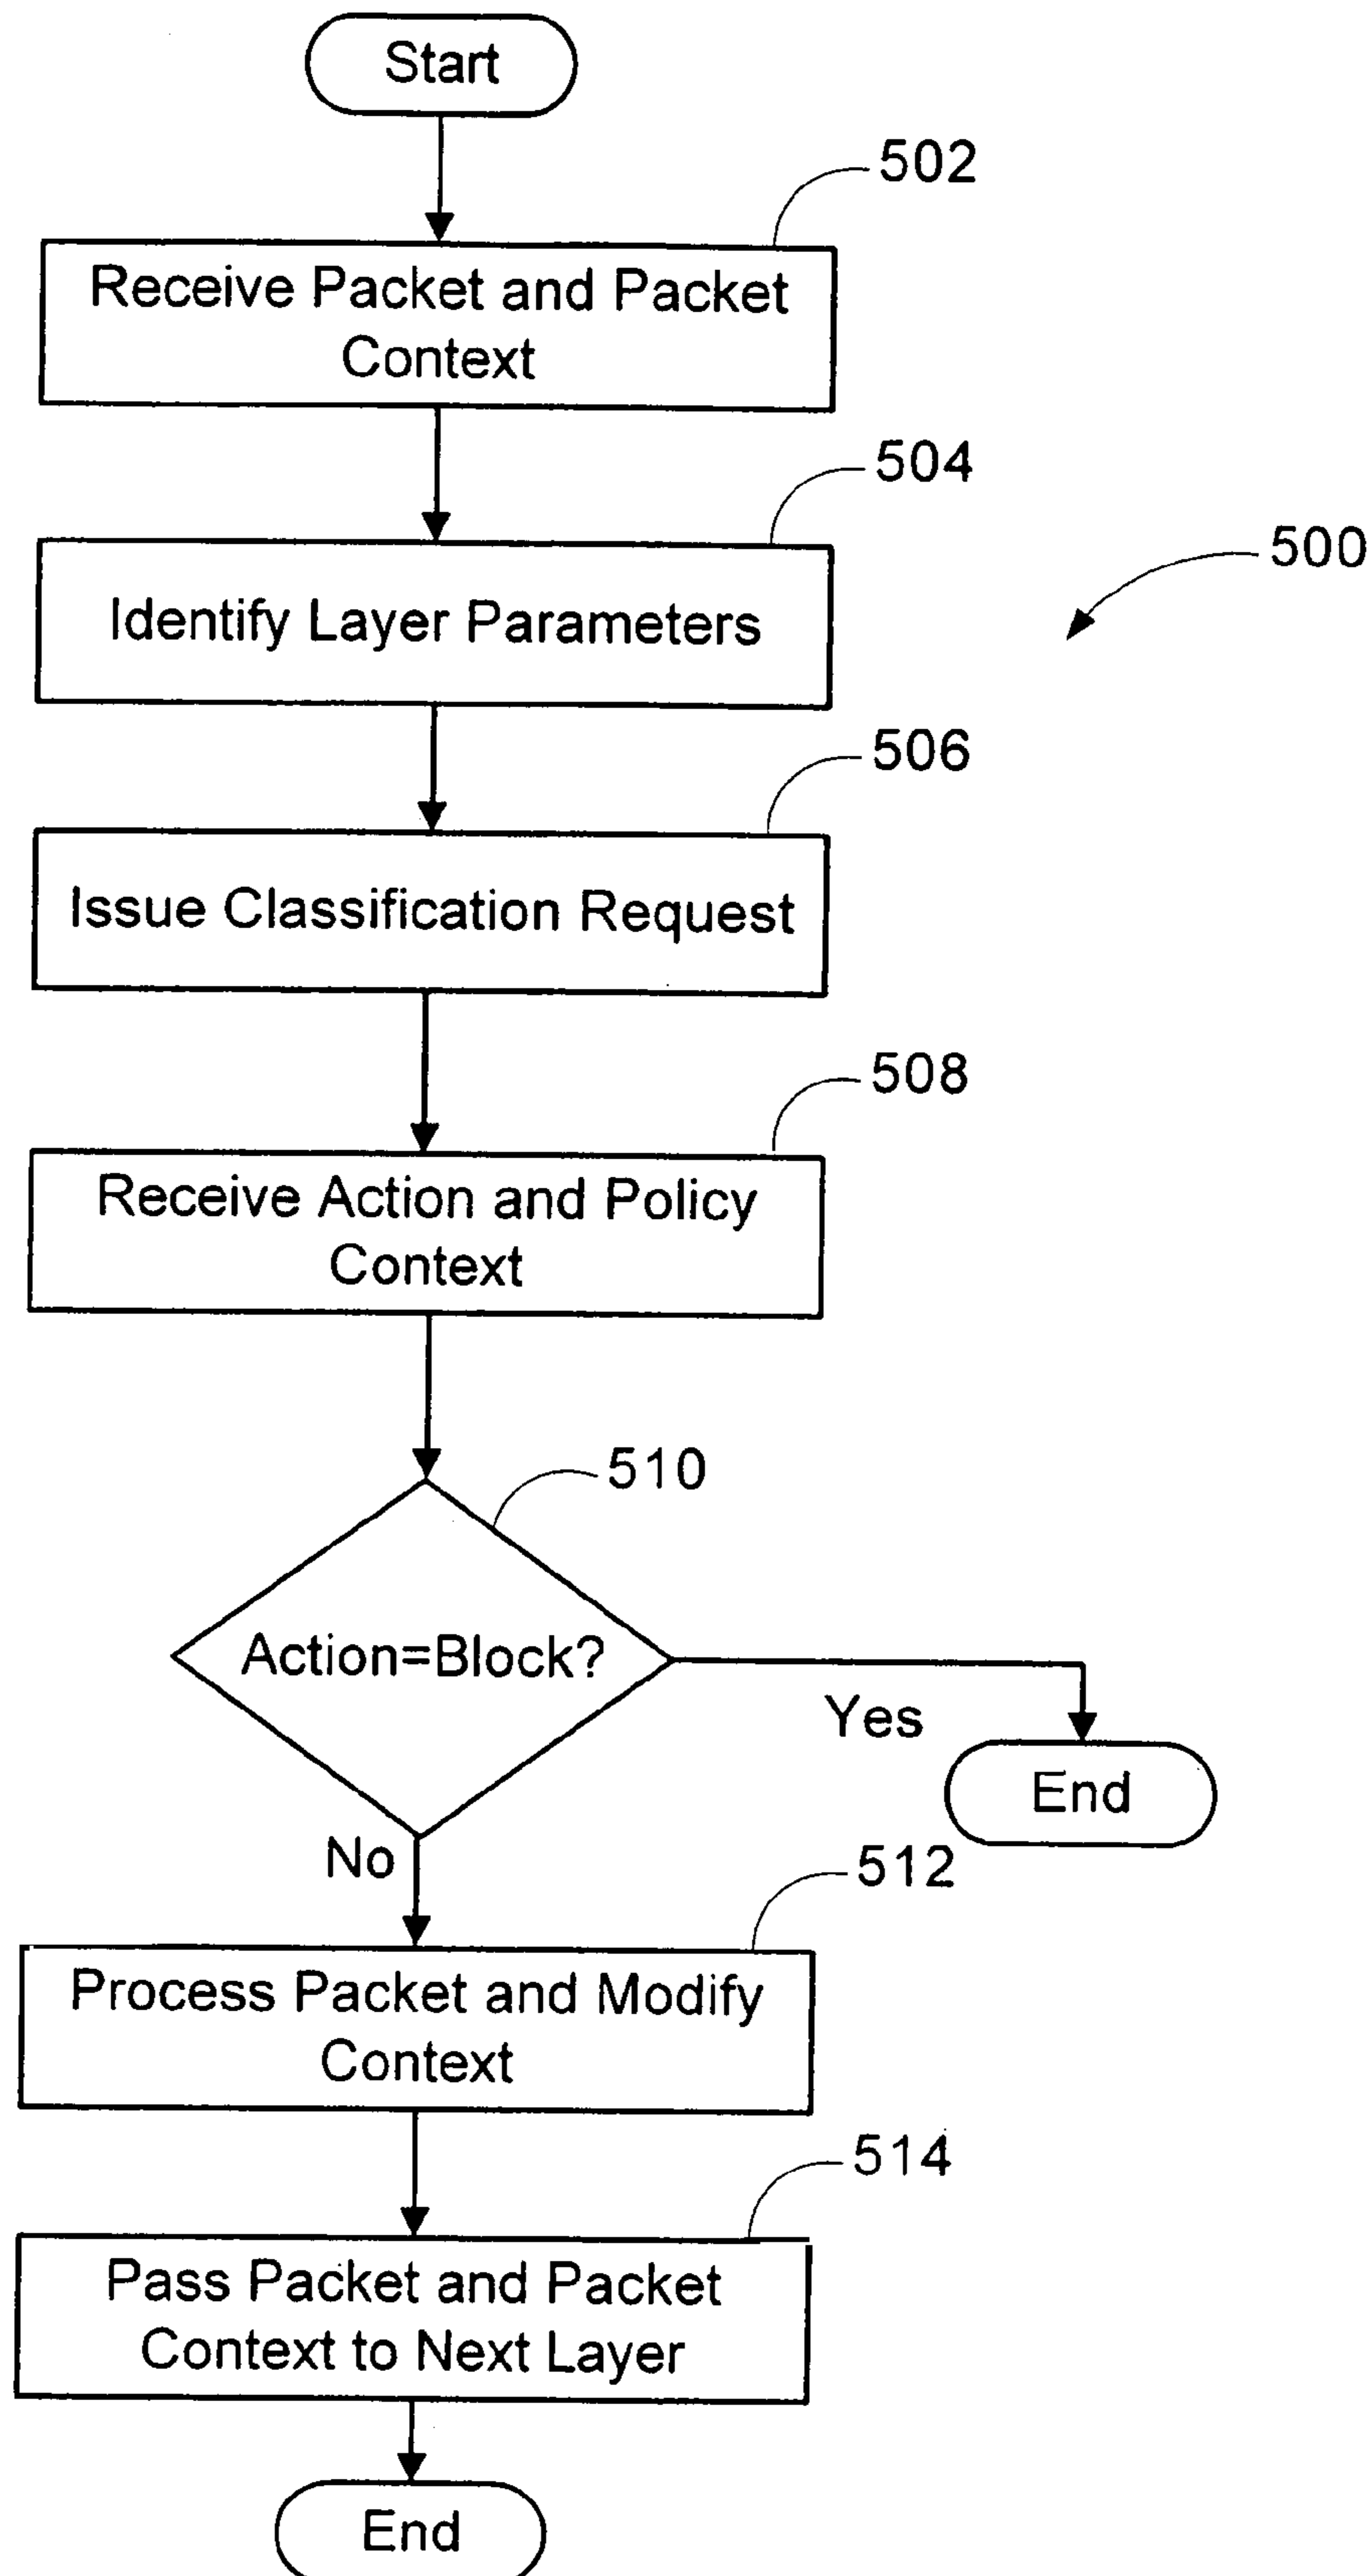 Start
502
Receive Packet and Packet
Context
504
Identify Layer Parameters
500
506
Issue Classification Request
508
Receive Action and Policy
Context
510
Action=Block?
Yes
End
No
512
Process Packet and Modify
Context
514
Pass Packet and Packet
Context to Next Layer
End